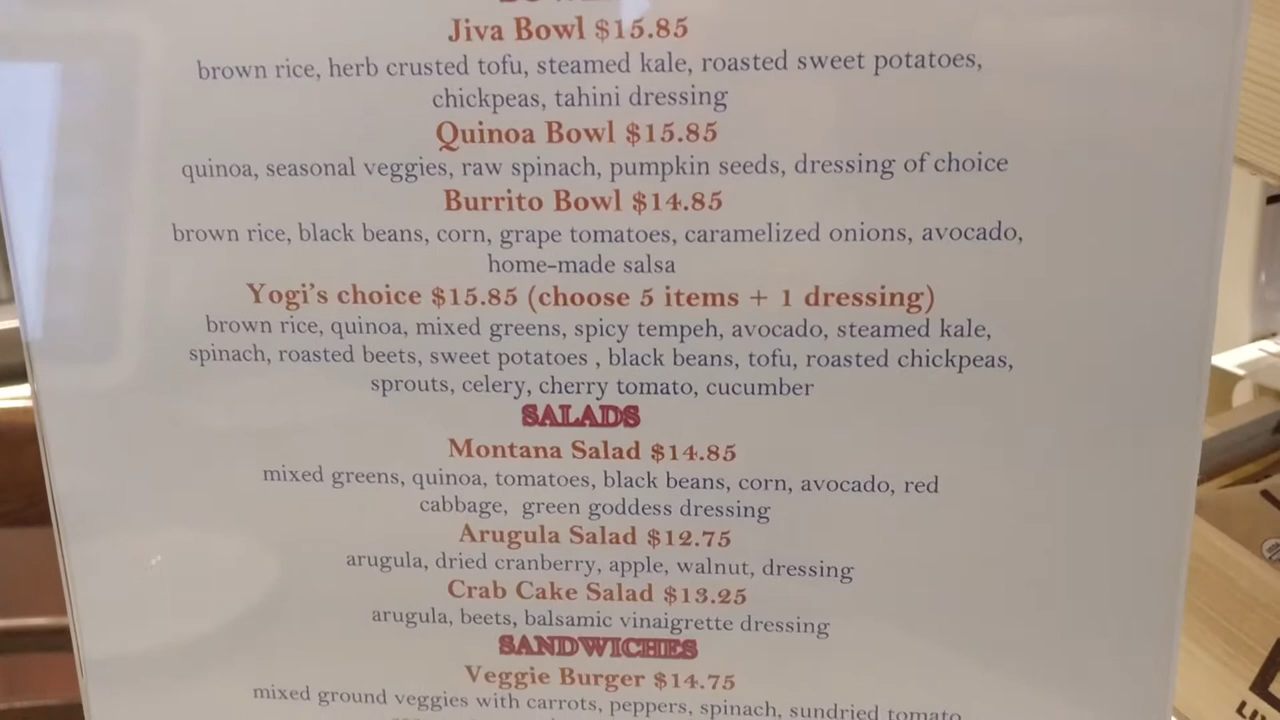 Jiva Bowl $15.85
brown rice, herb crusted tofu, steamed kale, roasted sweet potatoes,
chickpeas, tahini dressing
Quinoa Bowl $15.85
quinoa, seasonal veggies, raw spinach, pumpkin seeds, dressing of choice
Burrito Bowl $14.85
brown rice, black beans, corn, grape tomatoes, caramelized onions, avocado,
home-made salsa
Yogi's choice $15.85 (choose 5 items + 1 dressing)
brown rice, quinoa, mixed greens, spicy tempeh, avocado, steamed kale,
spinach, roasted beets, sweet potatoes , black beans, tofu, roasted chickpeas,
sprouts, celery, cherry tomato, cucumber
SALADS
Montana Salad $14.85
mixed greens, quinoa, tomatoes, black beans, corn, avocado, red
cabbage, green goddess dressing
Arugula Salad $12.75
arugula, dried cranberry, apple, walnut, dressing
Crab Cake Salad $13.25
arugula, beets, balsamic vinaigrette dressing
SANDWICHES
Veggie Burger $14.75
mixed ground veggies with carrots, peppers, spinach, sundried tomato